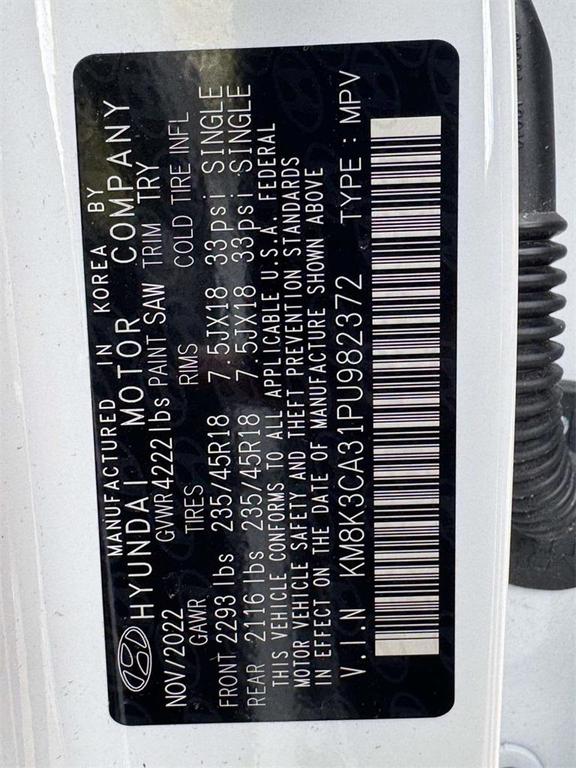 MANUFACTURED IN KOREA BY
HYUNDAI MOTOR COMPANY
NOV/2022 GVWR 4222 lbs PAINT SAW TRIM TRY
GAWR TIRES RIMS COLD TIRE INFL
FRONT 2293 lbs 235/45R18 7.5JX18 33psi SINGLE
REAR 2116 lbs 235/45R18 7.5JX18 33psi SINGLE
THIS VEHICLE CONFORMS TO ALL APPLICABLE U.S.A. FEDERAL
MOTOR VEHICLE SAFETY AND THEFT PREVENTION STANDARDS
IN EFFECT ON THE DATE OF MANUFACTURE SHOWN ABOVE
V.I.N KM8K3CA31PU982372 TYPE : MPV